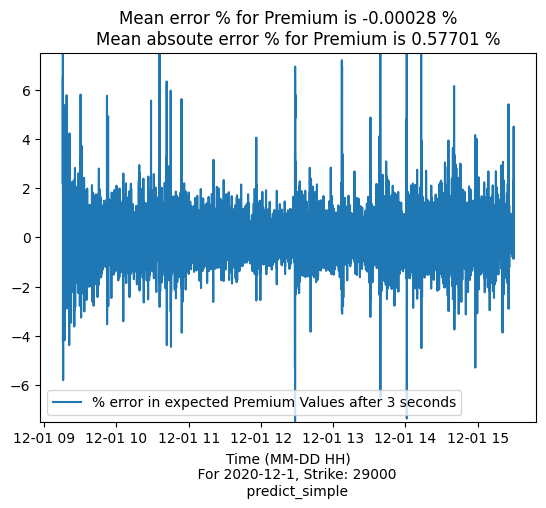 Mean error % for Premium is -0.00028 %
Mean absoute error % for Premium is 0.57701 %
6
4
2
0
−2
−4
−6
% error in expected Premium Values after 3 seconds
12-01 09 12-01 10 12-01 11 12-01 12 12-01 13 12-01 14 12-01 15
Time (MM-DD HH)
For 2020-12-1, Strike: 29000
predict_simple